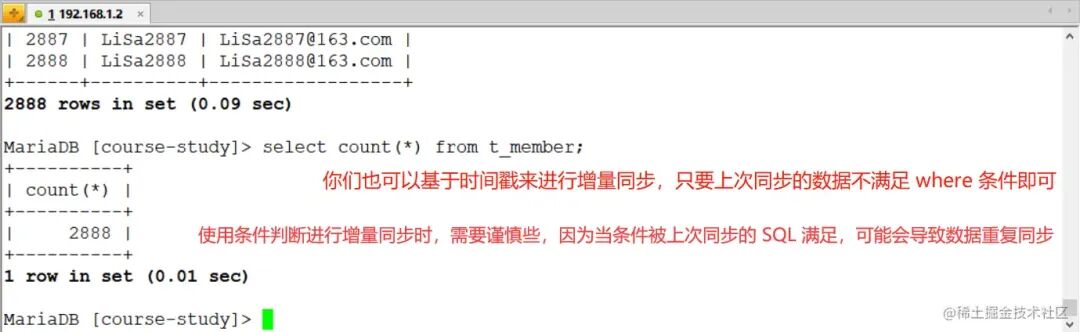 1 192.168.1.2 ×
| 2887 | LiSa2887 | LiSa2887@163.com |
| 2888 | LiSa2888 | LiSa2888@163.com |
+------+----------+------------------+
2888 rows in set (0.09 sec)
MariaDB [course-study]> select count(*) from t_member;
+----------+
| count(*) |
你们也可以基于时间戳来进行增量同步，只要上次同步的数据不满足 where 条件即可
+----------+
|     2888 |
使用条件判断进行增量同步时，需要谨慎些，因为当条件被上次同步的 SQL 满足，可能会导致数据重复同步
+----------+
1 row in set (0.01 sec)
MariaDB [course-study]>
@稀土掘金技术社区